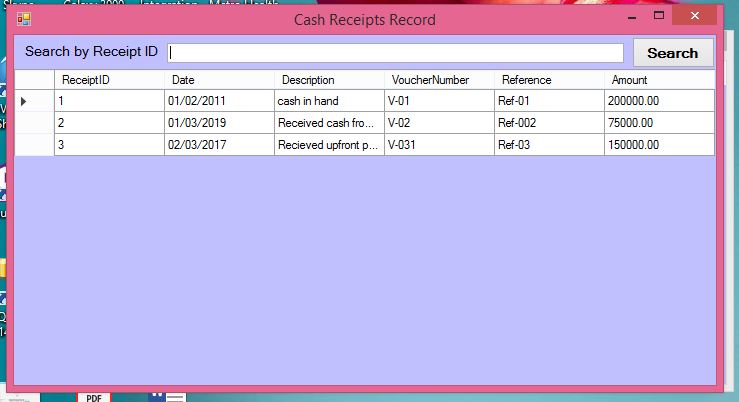 Cash Receipts Record
Search by Receipt ID Search
ReceiptID Date Description VoucherNumber Reference Amount
1 01/02/2011 cash in hand V-01 Ref-01 200000.00
2 01/03/2019 Received cash fro... V-02 Ref-002 75000.00
3 02/03/2017 Recieved upfront p... V-031 Ref-03 150000.00
PDF
W